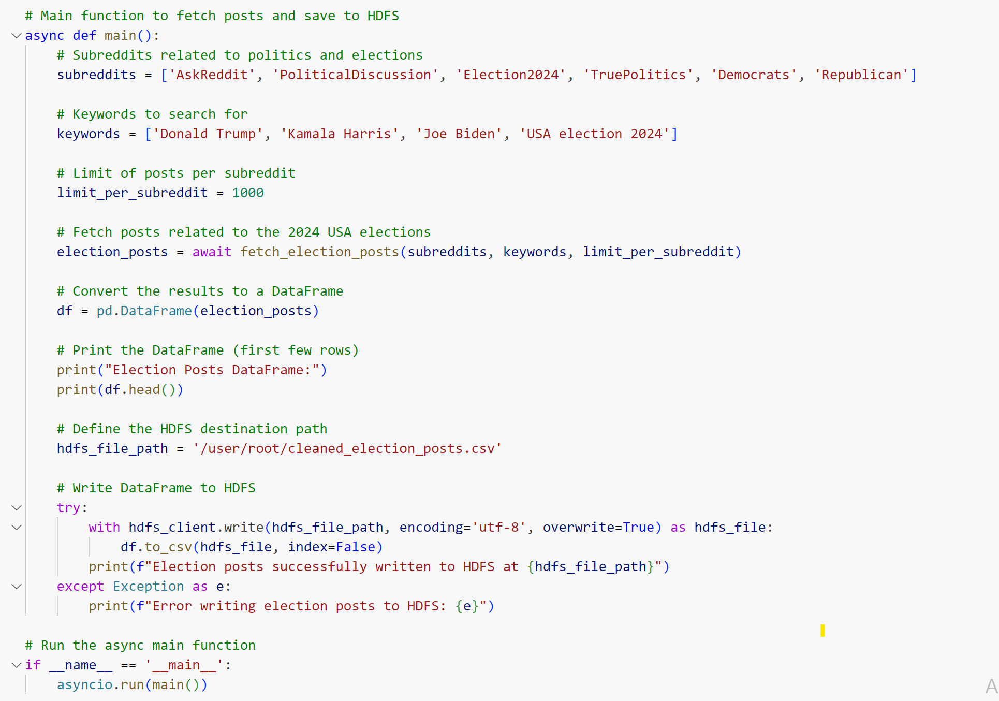 # Main function to fetch posts and save to HDFS
async def main():
# Subreddits related to politics and elections
subreddits = ['AskReddit', 'PoliticalDiscussion', 'Election2024', 'TruePolitics', 'Democrats', 'Republican']
# Keywords to search for
keywords = ['Donald Trump', 'Kamala Harris', 'Joe Biden', 'USA election 2024']
# Limit of posts per subreddit
limit_per_subreddit = 1000
# Fetch posts related to the 2024 USA elections
election_posts = await fetch_election_posts(subreddits, keywords, limit_per_subreddit)
# Convert the results to a DataFrame
df = pd.DataFrame(election_posts)
# Print the DataFrame (first few rows)
print("Election Posts DataFrame:")
print(df.head())
# Define the HDFS destination path
hdfs_file_path = '/user/root/cleaned_election_posts.csv'
# Write DataFrame to HDFS
try:
with hdfs_client.write(hdfs_file_path, encoding='utf-8', overwrite=True) as hdfs_file:
df.to_csv(hdfs_file, index=False)
print(f"Election posts successfully written to HDFS at {hdfs_file_path}")
except Exception as e:
print(f"Error writing election posts to HDFS: {e}")
# Run the async main function
if __name__ == '__main__':
asyncio.run(main())
A